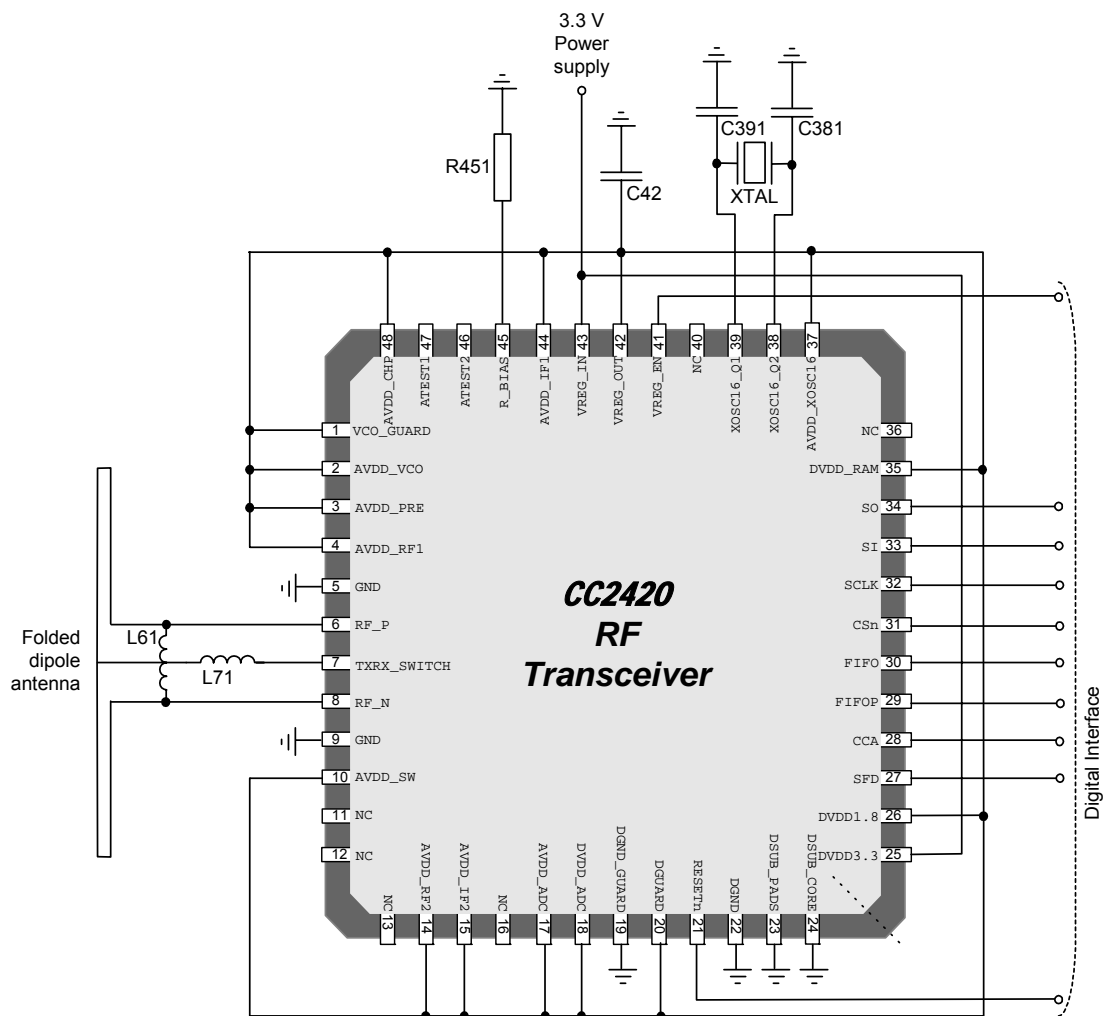 3.3 V
Power
supply
C391
C381
R451
C42
XTAL
48
47
46
45
44
43
42
41
40
39
38
37
AVDD_CHP
ATEST1
ATEST2
R_BIAS
AVDD_IF1
VREG_IN
VREG_OUT
VREG_EN
NC
XOSC16_Q1
XOSC16_Q2
AVDD_XOSC16
1 VCO_GUARD
2 AVDD_VCO
3 AVDD_PRE
4 AVDD_RF1
5 GND
6 RF_P
7 TXRX_SWITCH
8 RF_N
9 GND
10 AVDD_SW
11 NC
12 NC
Folded
dipole
antenna
L61
L71
CC2420
RF
Transceiver
NC 36
DVDD_RAM 35
SO 34
SI 33
SCLK 32
CSn 31
FIFO 30
FIFOP 29
CCA 28
SFD 27
DVDD1.8 26
DVDD3.3 25
Digital Interface
NC
AVDD_RF2
AVDD_IF2
NC
AVDD_ADC
DVDD_ADC
DGND_GUARD
DGUARD
RESETn
DGND
DSUB_PADS
DSUB_CORE
13
14
15
16
17
18
19
20
21
22
23
24